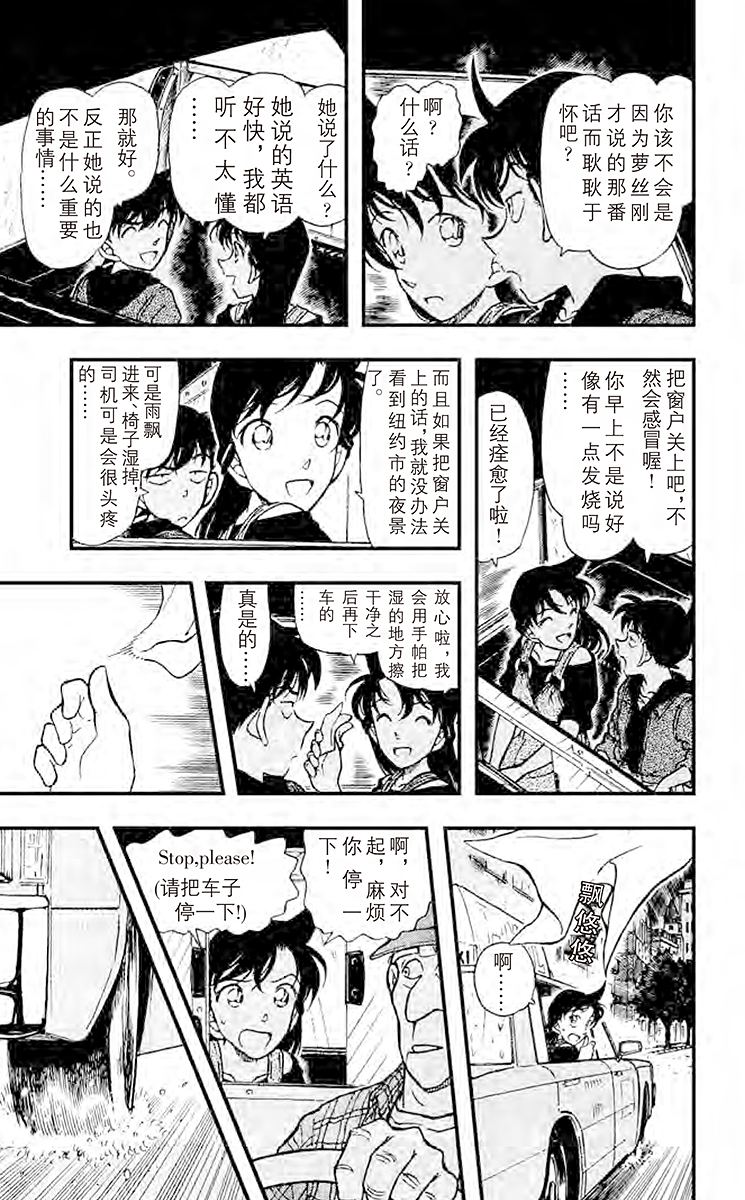 你该不会是
因为萝丝刚
才说的那番
话而耿耿于
怀吧？
啊？
什么话？
她说了什么？
她说的英语
好快，我都
听不太懂
……
那就好。
反正她说的也
不是什么重要
的事情……
把窗户关上吧，不
然会感冒喔！
你早上不是说好
像有一点发烧吗
……
已经痊愈了啦！
而且如果把窗户关
上的话，我就没办法
看到纽约市的夜景
了。
可是雨飘
进来、椅子湿掉，
司机可是会很头疼
的……
放心啦，我
会用手帕把
湿的地方擦
干净之
后再下
车的
……
真是的……
飘悠悠
啊……
啊，对不
起，麻烦
你停一
下！
Stop,please!
(请把车子
停一下!)